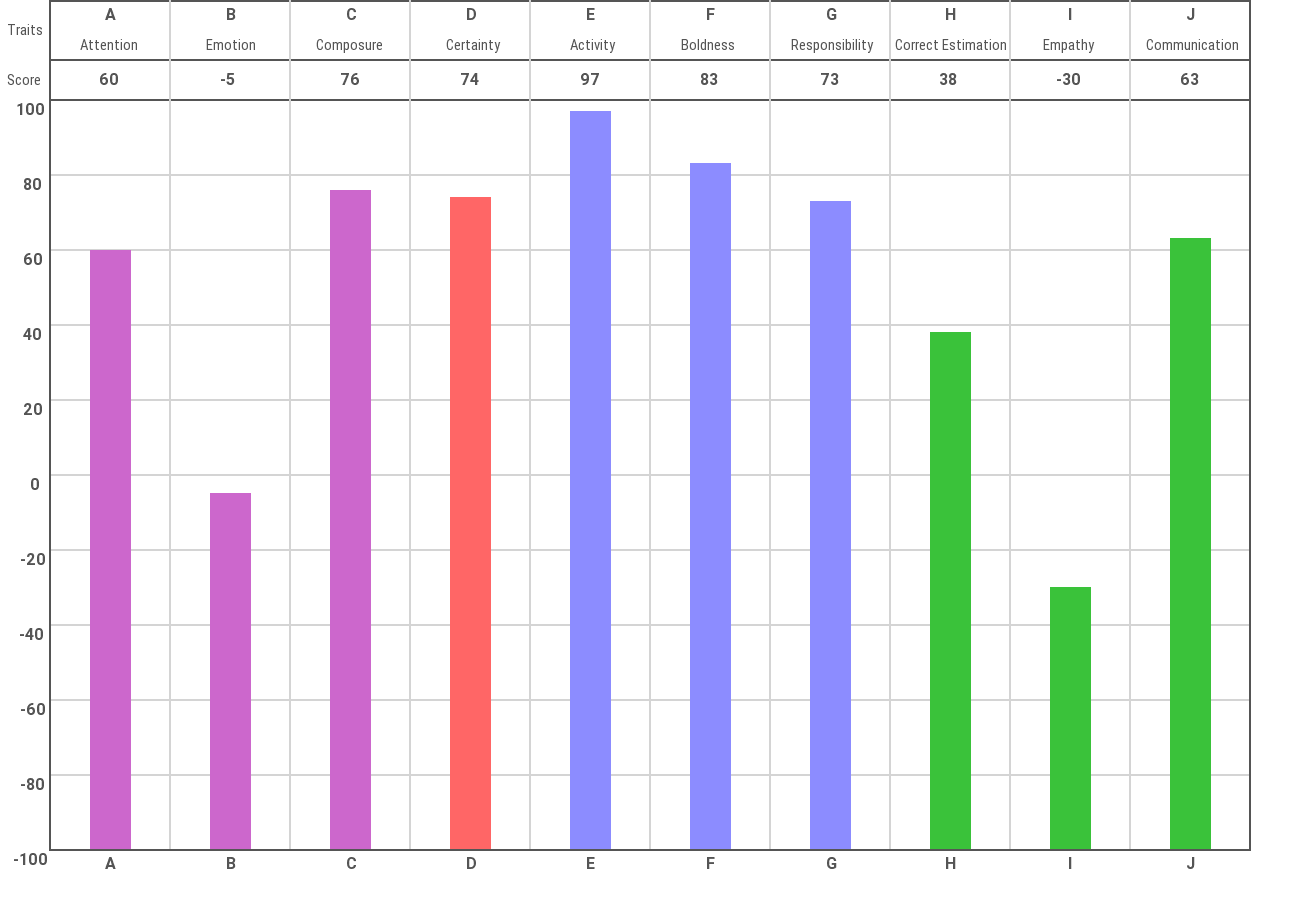 A B C D E F G H I J
Traits
Attention Emotion Composure Certainty Activity Boldness Responsibility Correct Estimation Empathy Communication
Score 60 -5 76 74 97 83 73 38 -30 63
100
80
60
40
20
0
-20
-40
-60
-80
-100
A B C D E F G H I J